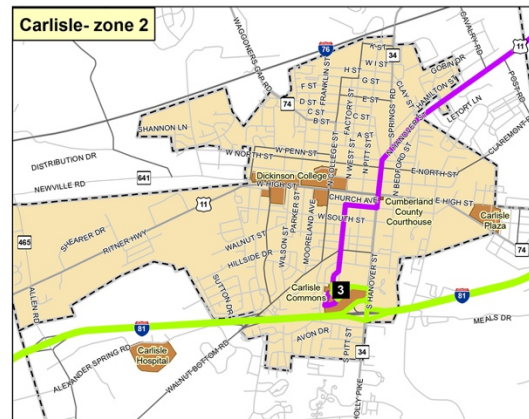 Carlisle- zone 2
WAGGONERS GAP RD
76
34
CAVALRY RD
11
K ST
W I ST
H ST
G ST
F ST
E ST
D ST
C ST
C ST
B ST
A ST
FRANKLIN ST
FACTORY ST
N COLLEGE ST
N WEST ST
N PITT ST
SPRINGS RD
CLAY ST
GOBIN DR
HAMILTON ST
N HANOVER ST
N BEDFORD ST
LETORT LN
POST RD
CLAREMONT
74
SHANNON LN
DISTRIBUTION DR
W PENN ST
W NORTH ST
E NORTH ST
641
NEWVILLE RD
Dickinson College
W HIGH ST
CHURCH AVE
W SOUTH ST
Cumberland
County
Courthouse
E HIGH ST
Carlisle
Plaza
74
11
465
SHEARER DR
RITNER HWY
WALNUT ST
HILLSIDE DR
WILSON ST
PARKER ST
MOORELAND AVE
SUTTON DR
ALLEN RD
Carlisle
Commons
3
S HANOVER ST
81
81
81
MEALS DR
AVON DR
S PITT ST
34
HOLLY PIKE
ALEXANDER SPRING RD
Carlisle
Hospital
WALNUT BOTTOM RD